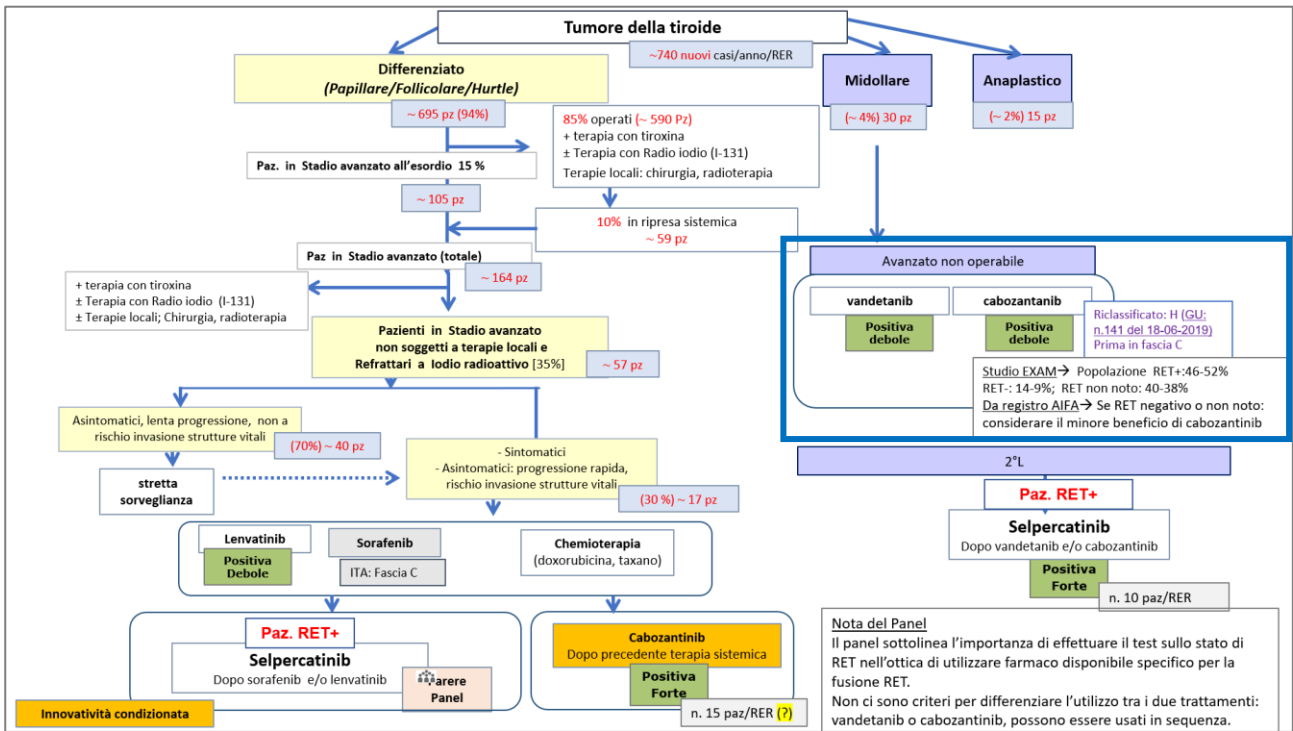 Tumore della tiroide
~740 nuovi casi/anno/RER
Differenziato
(Papillare/Follicolare/Hurtle)
~ 695 pz (94%)
Midollare
(~ 4%) 30 pz
Anaplastico
(~ 2%) 15 pz
85% operati (~ 590 Pz)
+ terapia con tiroxina
± Terapia con Radio iodio (I-131)
Terapie locali: chirurgia, radioterapia
Paz. in Stadio avanzato all'esordio 15 %
~ 105 pz
10% in ripresa sistemica
~ 59 pz
Paz in Stadio avanzato (totale)
~ 164 pz
+ terapia con tiroxina
± Terapia con Radio iodio (I-131)
± Terapie locali; Chirurgia, radioterapia
Pazienti in Stadio avanzato
non soggetti a terapie locali e
Refrattari a Iodio radioattivo [35%]
~ 57 pz
Asintomatici, lenta progressione, non a
rischio invasione strutture vitali
(70%) ~ 40 pz
stretta
sorveglianza
- Sintomatici
- Asintomatici: progressione rapida,
rischio invasione strutture vitali
(30 %) ~ 17 pz
Lenvatinib
Positiva
Debole
Sorafenib
ITA: Fascia C
Chemioterapia
(doxorubicina, taxano)
Paz. RET+
Selpercatinib
Dopo sorafenib e/o lenvatinib
arere
Panel
Innovatività condizionata
Cabozantinib
Dopo precedente terapia sistemica
Positiva
Forte
n. 15 paz/RER (?)
Avanzato non operabile
vandetanib
Positiva
debole
cabozantanib
Positiva
debole
Riclassificato: H (GU:
n.141 del 18-06-2019)
Prima in fascia C
Studio EXAM→ Popolazione RET+:46-52%
RET-: 14-9%; RET non noto: 40-38%
Da registro AIFA→ Se RET negativo o non noto:
considerare il minore beneficio di cabozantinib
2°L
Paz. RET+
Selpercatinib
Dopo vandetanib e/o cabozantinib
Positiva
Forte
n. 10 paz/RER
Nota del Panel
Il panel sottolinea l'importanza di effettuare il test sullo stato di
RET nell'ottica di utilizzare farmaco disponibile specifico per la
fusione RET.
Non ci sono criteri per differenziare l'utilizzo tra i due trattamenti:
vandetanib o cabozantinib, possono essere usati in sequenza.